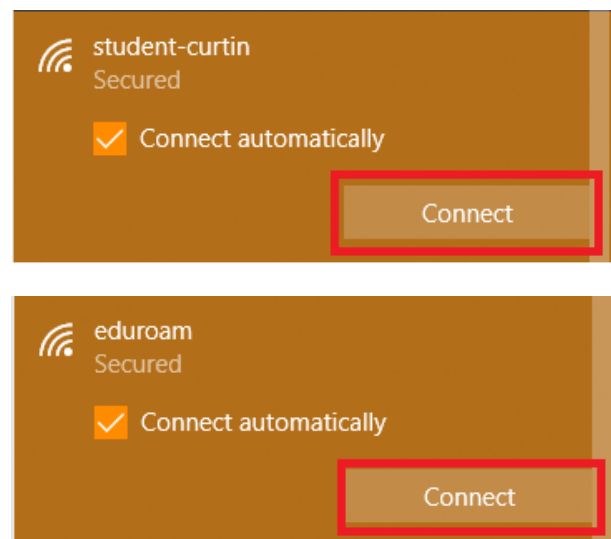 student-curtin
Secured
Connect automatically
Connect
eduroam
Secured
Connect automatically
Connect